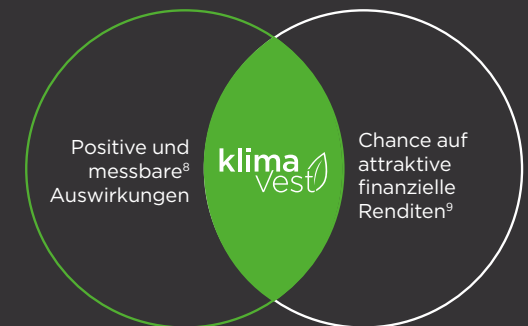 Positive und
messbare⁸
Auswirkungen
klima
vest
Chance auf
attraktive
finanzielle
Renditen⁹